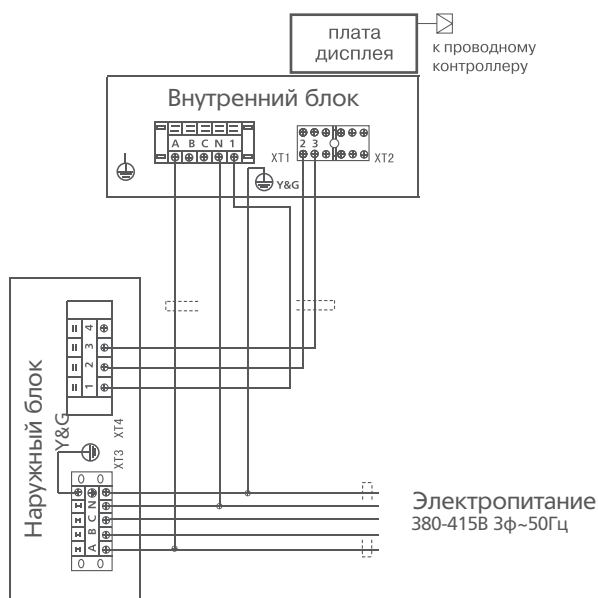 плата
дисплея
к проводному
контроллеру
Внутренний блок
A B C N 1
2 3
XT1
XT2
Y&G
4
3
2
1
Наружный блок
Y&G
XT4
XT3
A B C N
Электропитание
380-415В 3ф~50Гц